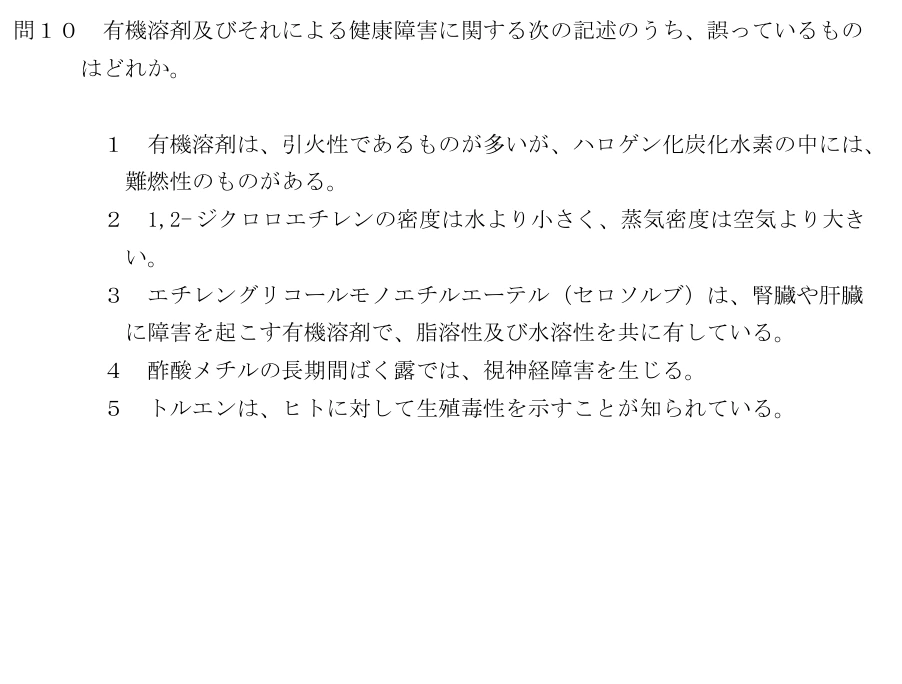 問１０　有機溶剤及びそれによる健康障害に関する次の記述のうち、誤っているもの
はどれか。
１　有機溶剤は、引火性であるものが多いが、ハロゲン化炭化水素の中には、
難燃性のものがある。
２　1,2-ジクロロエチレンの密度は水より小さく、蒸気密度は空気より大き
い。
３　エチレングリコールモノエチルエーテル（セロソルブ）は、腎臓や肝臓
に障害を起こす有機溶剤で、脂溶性及び水溶性を共に有している。
４　酢酸メチルの長期間ばく露では、視神経障害を生じる。
５　トルエンは、ヒトに対して生殖毒性を示すことが知られている。